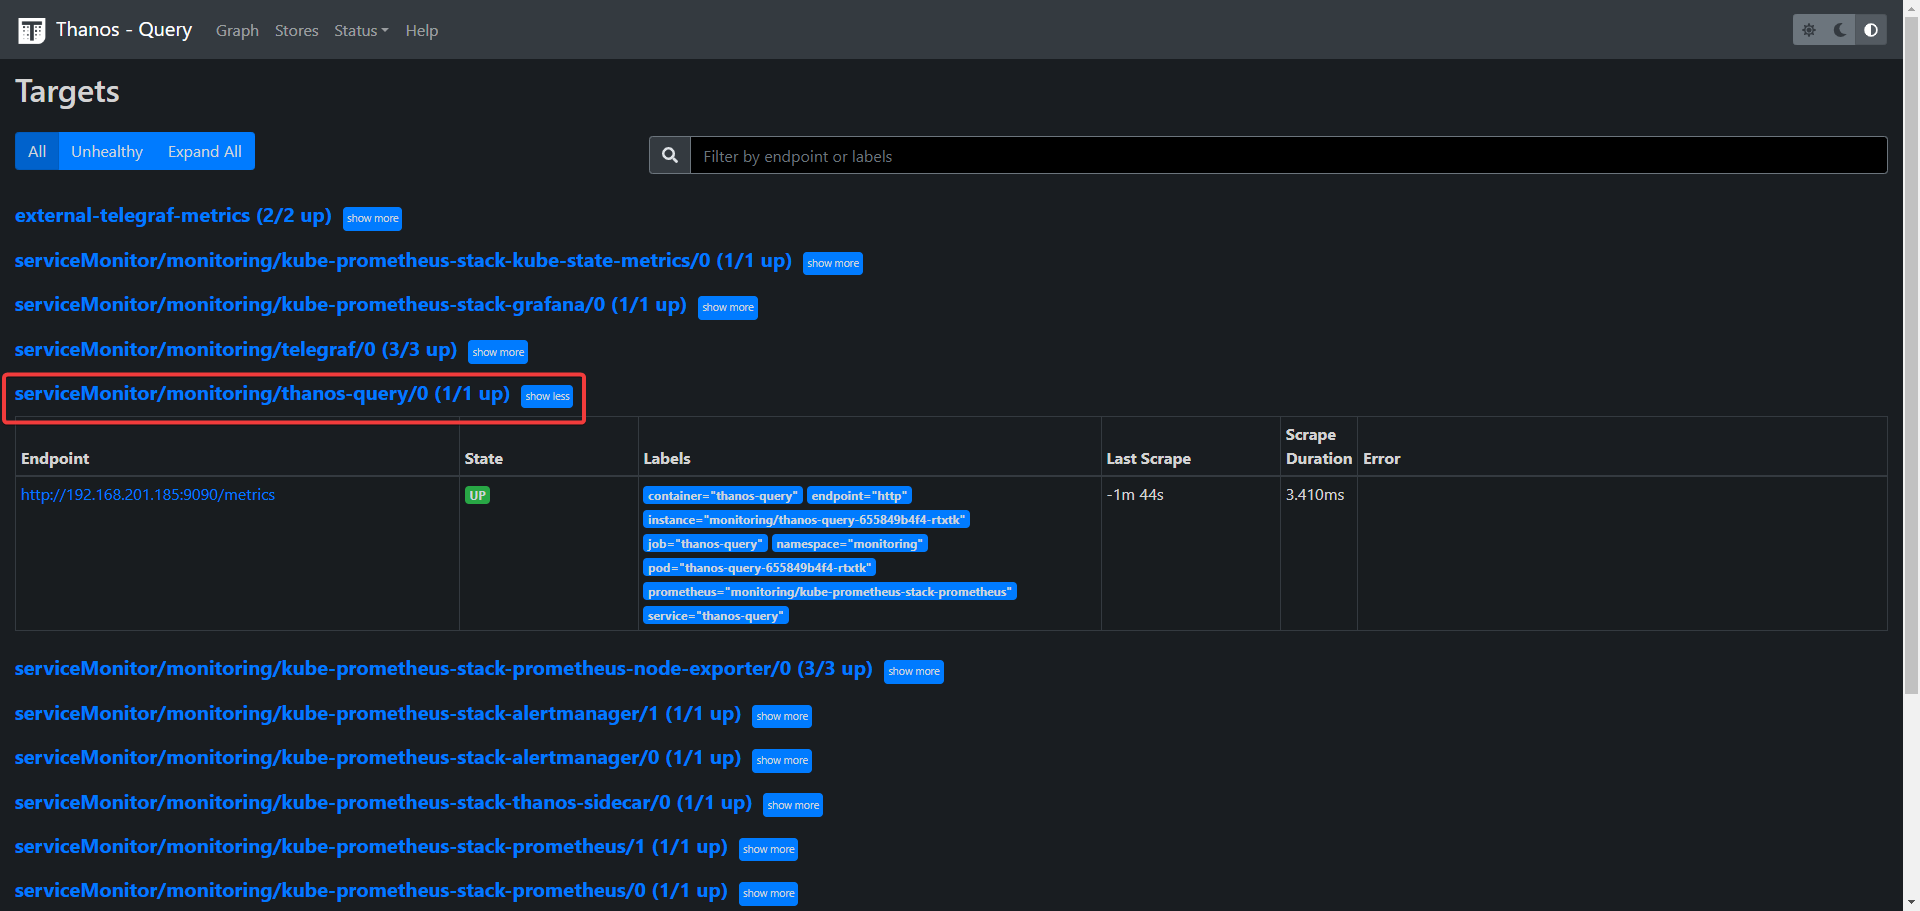 Thanos - Query Graph Stores Status Help
Targets
All Unhealthy Expand All
Filter by endpoint or labels
external-telegraf-metrics (2/2 up) show more
serviceMonitor/monitoring/kube-prometheus-stack-kube-state-metrics/0 (1/1 up) show more
serviceMonitor/monitoring/kube-prometheus-stack-grafana/0 (1/1 up) show more
serviceMonitor/monitoring/telegraf/0 (3/3 up) show more
serviceMonitor/monitoring/thanos-query/0 (1/1 up) show less
Endpoint State Labels Last Scrape Scrape Duration Error
http://192.168.201.185:9090/metrics UP container="thanos-query" endpoint="http" -1m 44s 3.410ms
instance="monitoring/thanos-query-655849b4f4-rtxtk"
job="thanos-query" namespace="monitoring"
pod="thanos-query-655849b4f4-rtxtk"
prometheus="monitoring/kube-prometheus-stack-prometheus"
service="thanos-query"
serviceMonitor/monitoring/kube-prometheus-stack-prometheus-node-exporter/0 (3/3 up) show more
serviceMonitor/monitoring/kube-prometheus-stack-alertmanager/1 (1/1 up) show more
serviceMonitor/monitoring/kube-prometheus-stack-alertmanager/0 (1/1 up) show more
serviceMonitor/monitoring/kube-prometheus-stack-thanos-sidecar/0 (1/1 up) show more
serviceMonitor/monitoring/kube-prometheus-stack-prometheus/1 (1/1 up) show more
serviceMonitor/monitoring/kube-prometheus-stack-prometheus/0 (1/1 up) show more